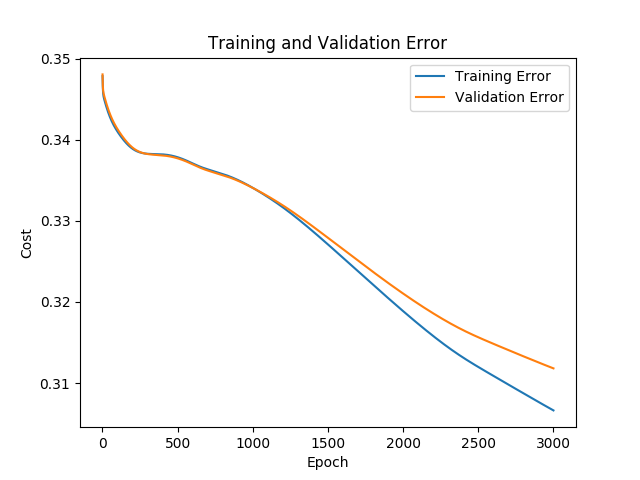 Training and Validation Error
Training Error
Validation Error
0.35
0.34
0.33
0.32
0.31
Cost
0
500
1000
1500
2000
2500
3000
Epoch